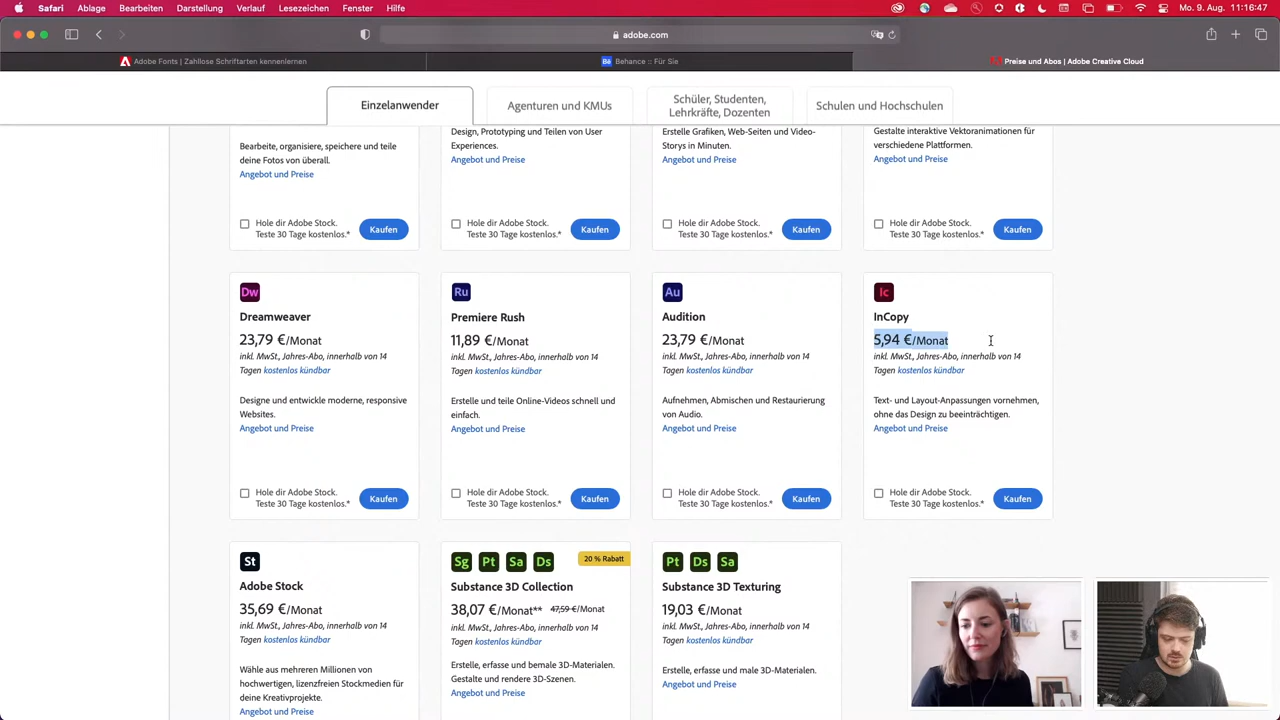 Safari Ablage Bearbeiten Darstellung Verlauf Lesezeichen Fenster Hilfe Mo. 9. Aug. 11:16:47
adobe.com
Adobe Fonts | Zahllose Schriftarten kennenlernen
Bē Behance :: Für Sie
Preise und Abos | Adobe Creative Cloud
Einzelanwender
Agenturen und KMUs
Schüler, Studenten,
Lehrkräfte, Dozenten
Schulen und Hochschulen
Bearbeite, organisiere, speichere und teile
deine Fotos von überall.
Angebot und Preise
Hole dir Adobe Stock.
Teste 30 Tage kostenlos.*
Kaufen
Design, Prototyping und Teilen von User
Experiences.
Angebot und Preise
Hole dir Adobe Stock.
Teste 30 Tage kostenlos.*
Kaufen
Erstelle Grafiken, Web-Seiten und Video-
Storys in Minuten.
Angebot und Preise
Hole dir Adobe Stock.
Teste 30 Tage kostenlos.*
Kaufen
Gestalte interaktive Vektoranimationen für
verschiedene Plattformen.
Angebot und Preise
Hole dir Adobe Stock.
Teste 30 Tage kostenlos.*
Kaufen
Dw
Dreamweaver
23,79 €/Monat
inkl. MwSt., Jahres-Abo, innerhalb von 14
Tagen kostenlos kündbar
Designe und entwickle moderne, responsive
Websites.
Angebot und Preise
Hole dir Adobe Stock.
Teste 30 Tage kostenlos.*
Kaufen
Ru
Premiere Rush
11,89 €/Monat
inkl. MwSt., Jahres-Abo, innerhalb von 14
Tagen kostenlos kündbar
Erstelle und teile Online-Videos schnell und
einfach.
Angebot und Preise
Hole dir Adobe Stock.
Teste 30 Tage kostenlos.*
Kaufen
Au
Audition
23,79 €/Monat
inkl. MwSt., Jahres-Abo, innerhalb von 14
Tagen kostenlos kündbar
Aufnehmen, Abmischen und Restaurierung
von Audio.
Angebot und Preise
Hole dir Adobe Stock.
Teste 30 Tage kostenlos.*
Kaufen
Ic
InCopy
5,94 €/Monat
inkl. MwSt., Jahres-Abo, innerhalb von 14
Tagen kostenlos kündbar
Text- und Layout-Anpassungen vornehmen,
ohne das Design zu beeinträchtigen.
Angebot und Preise
Hole dir Adobe Stock.
Teste 30 Tage kostenlos.*
Kaufen
St
Adobe Stock
35,69 €/Monat
inkl. MwSt., Jahres-Abo, innerhalb von 14
Tagen kostenlos kündbar
Wähle aus mehreren Millionen von
hochwertigen, lizenzfreien Stockmedien für
deine Kreativprojekte.
Angebot und Preise
Sg Pt Sa Ds
20 % Rabatt
Substance 3D Collection
38,07 €/Monat** 47,59 €/Monat
inkl. MwSt., Jahres-Abo, innerhalb von 14
Tagen kostenlos kündbar
Erstelle, erfasse und bemale 3D-Materialen.
Gestalte und rendere 3D-Szenen.
Angebot und Preise
Pt Ds Sa
Substance 3D Texturing
19,03 €/Monat
inkl. MwSt., Jahres-Abo, innerhalb von 14
Tagen kostenlos kündbar
Erstelle, erfasse und male 3D-Materialen.
Angebot und Preise